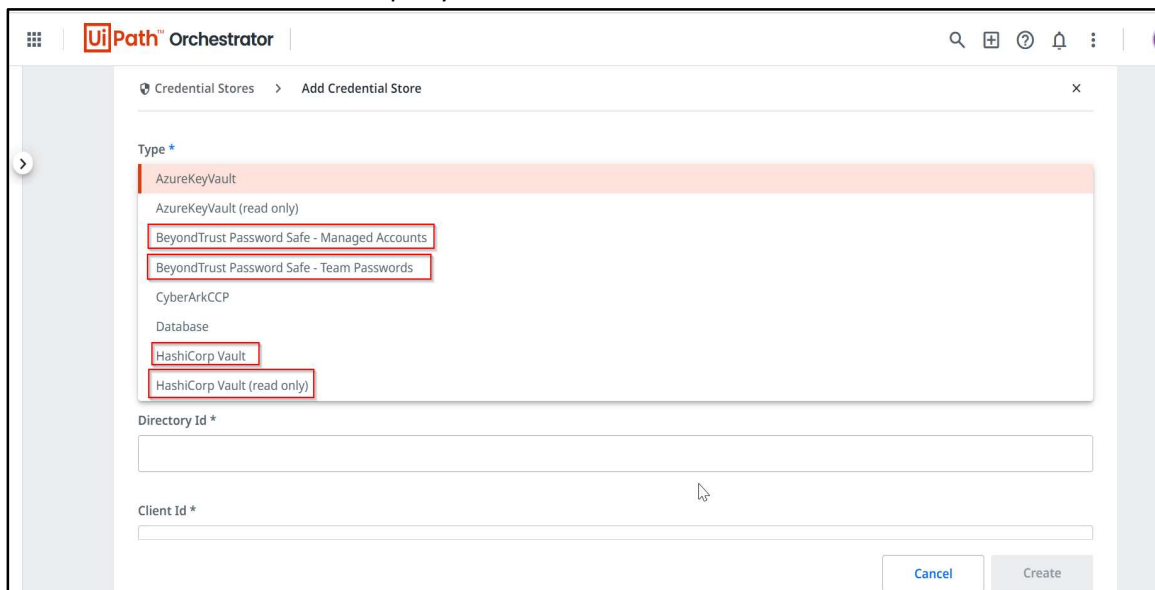 UiPath™ Orchestrator
Credential Stores > Add Credential Store
Type *
AzureKeyVault
AzureKeyVault (read only)
BeyondTrust Password Safe - Managed Accounts
BeyondTrust Password Safe - Team Passwords
CyberArkCCP
Database
HashiCorp Vault
HashiCorp Vault (read only)
Directory Id *
Client Id *
Cancel Create